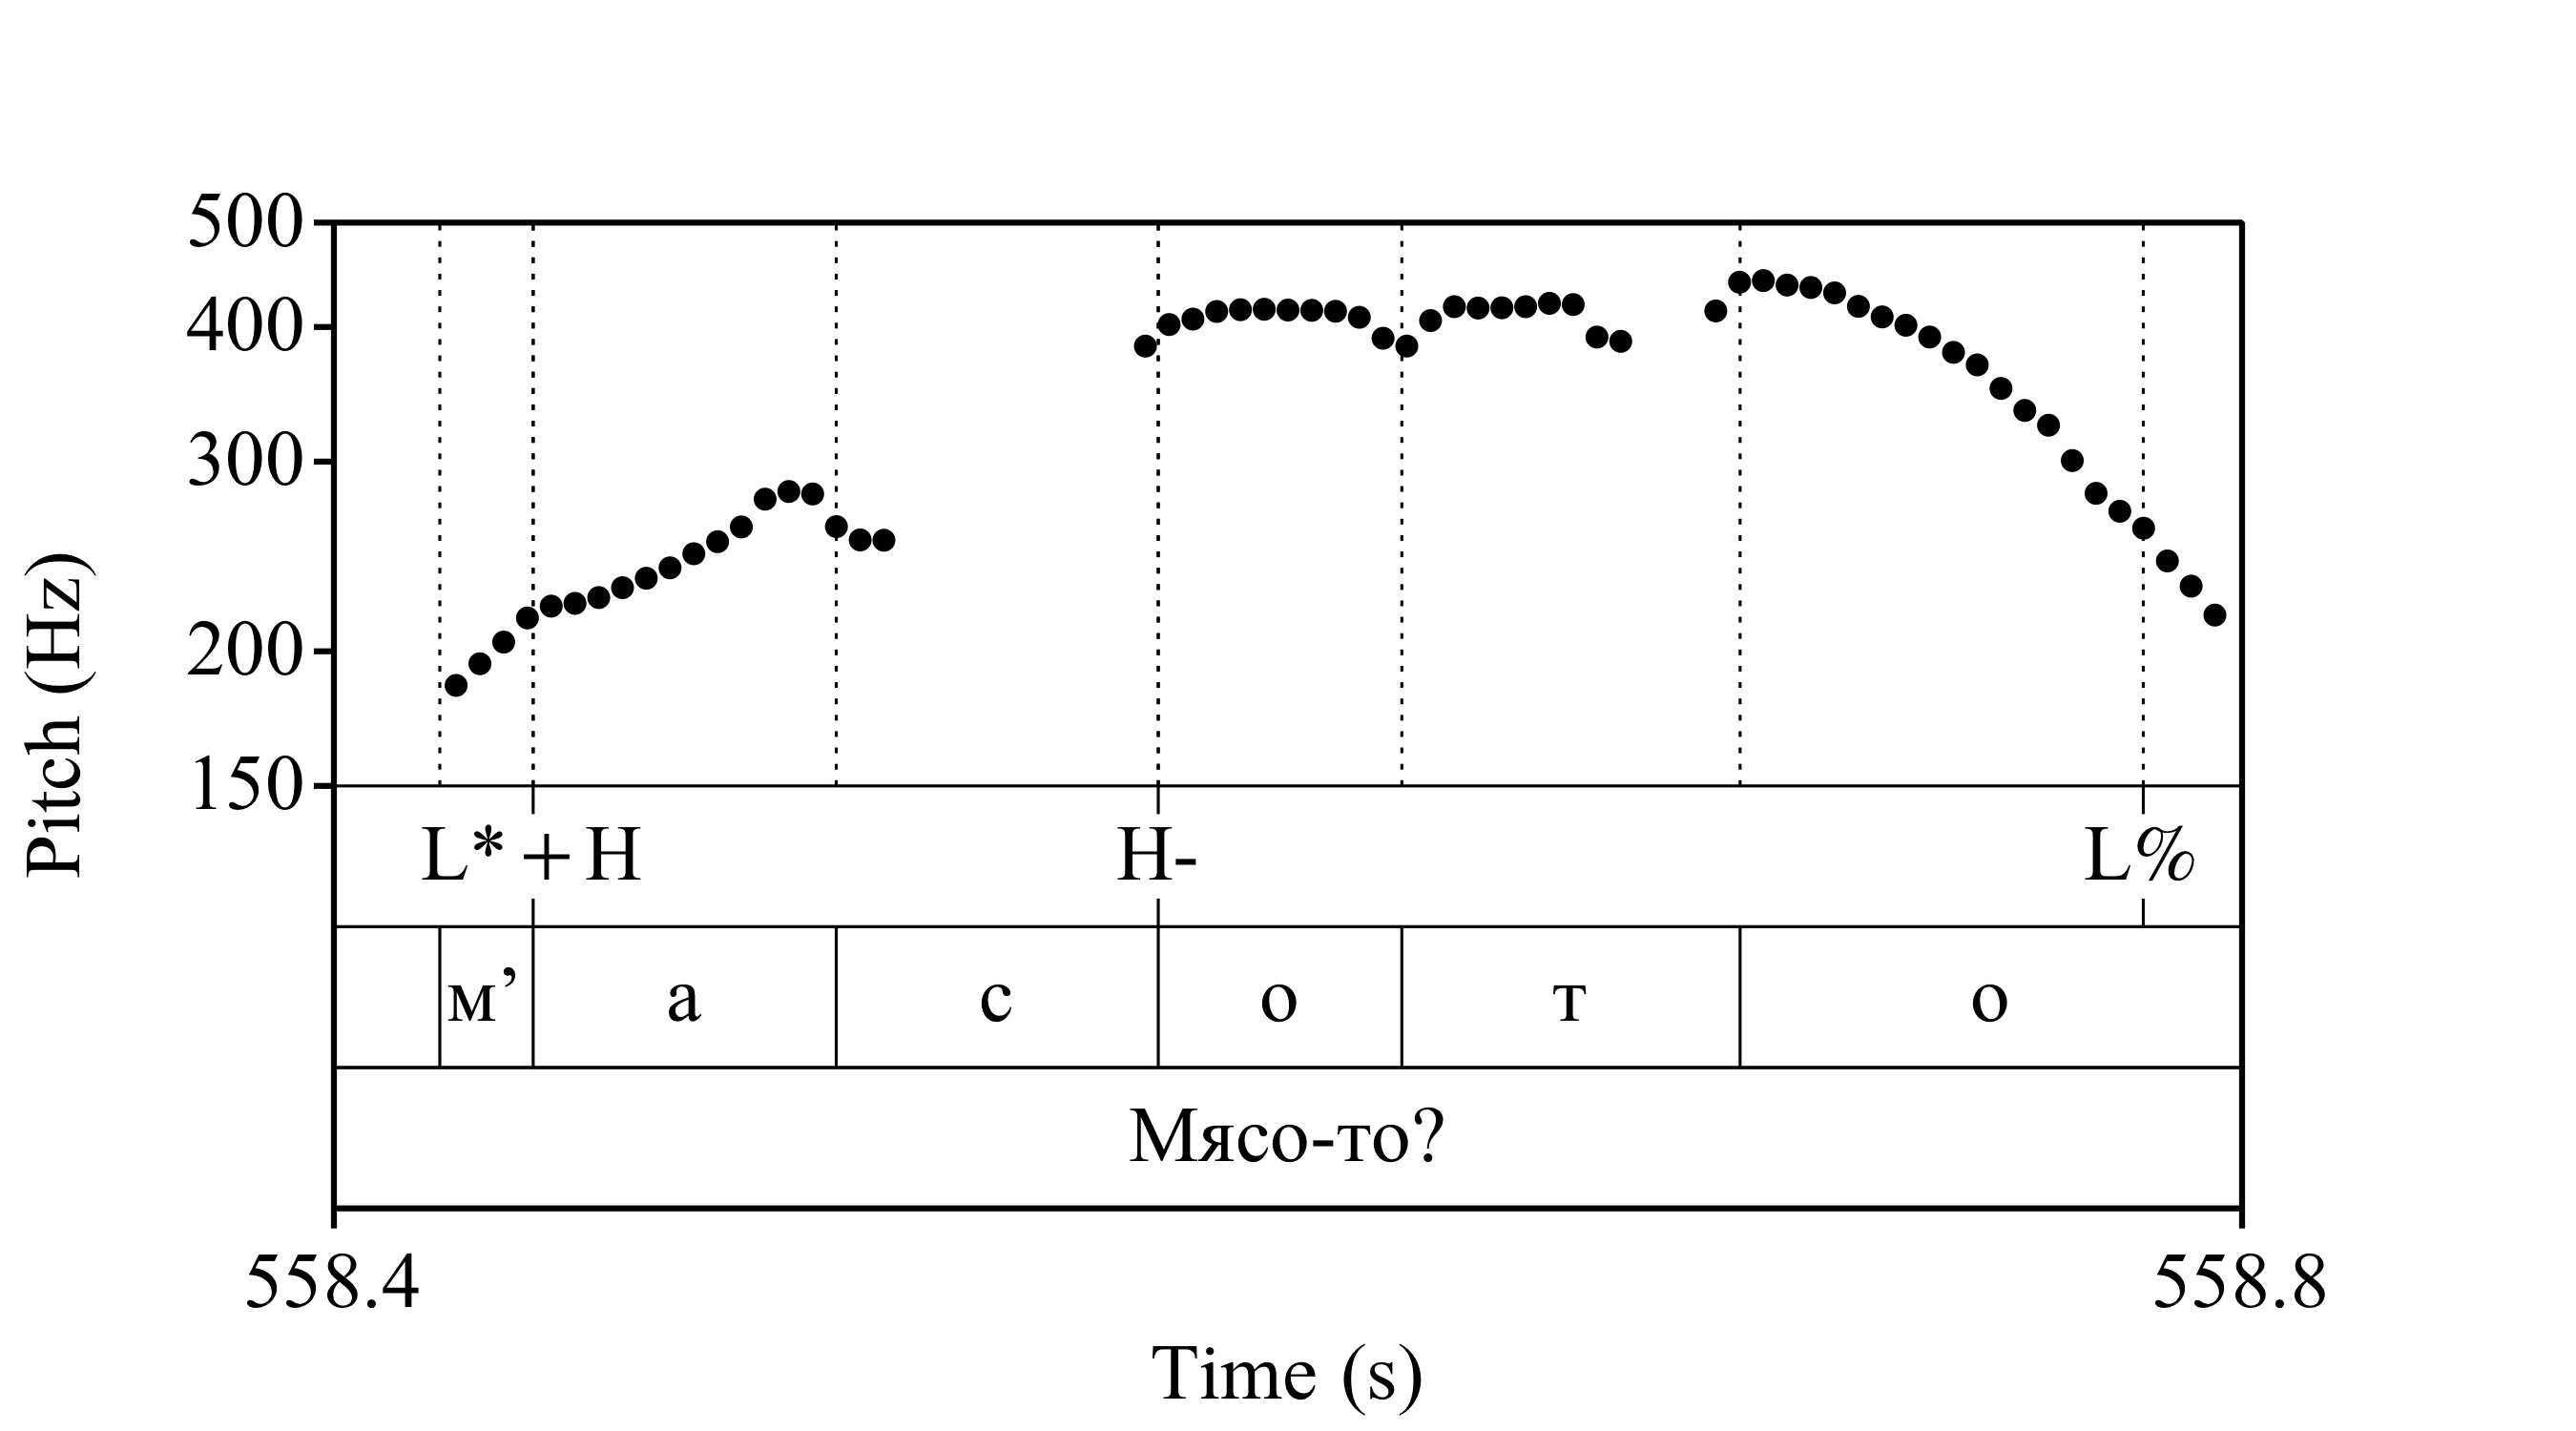 500
400
300
200
150
Pitch (Hz)
L* + H H- L%
м’ а с о т о
Мясо-то?
558.4 558.8
Time (s)